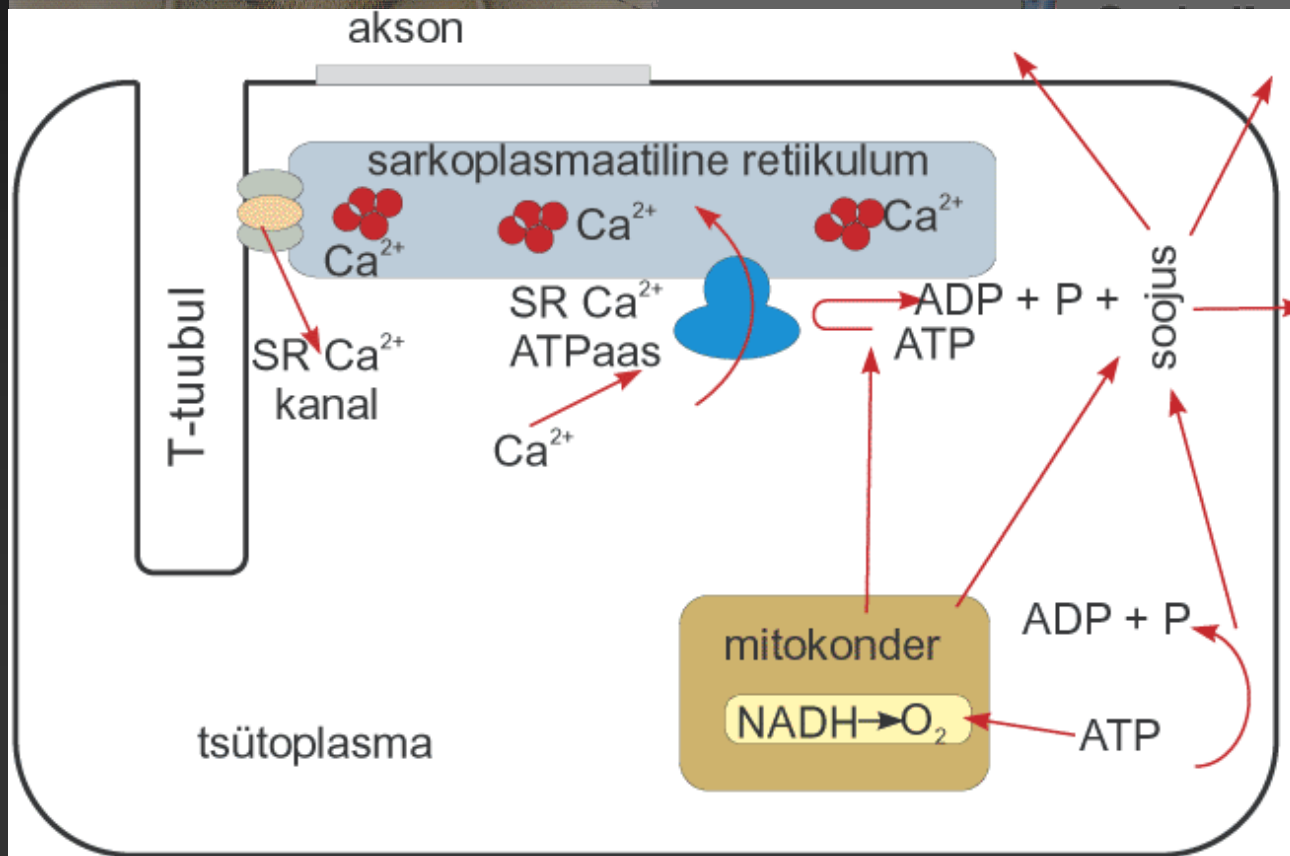 akson
sarkoplasmaatiline retiikulum
Ca²⁺
Ca²⁺
Ca²⁺
T-tuubul
SR Ca²⁺
kanal
SR Ca²⁺
ATPaas
Ca²⁺
ADP + P +
ATP
soojus
mitokonder
NADH→O₂
ADP + P
ATP
tsütoplasma